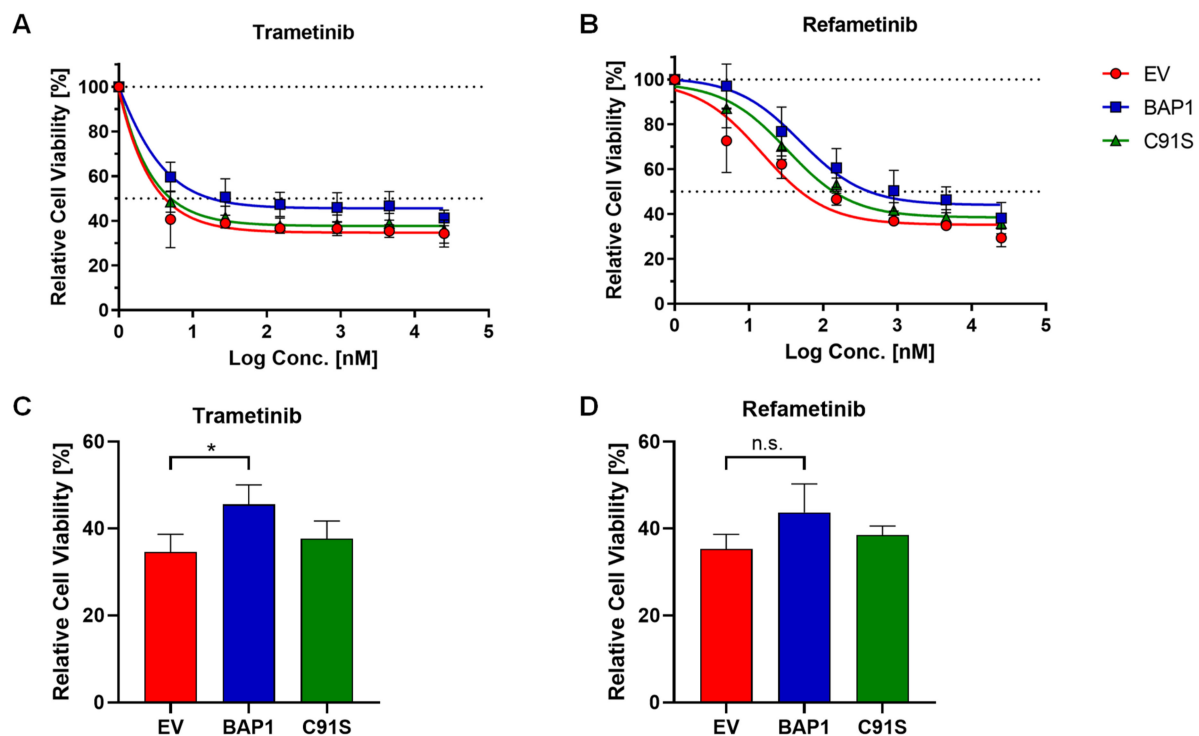 A
Trametinib
Relative Cell Viability [%]
100
80
60
40
20
0
0 1 2 3 4 5
Log Conc. [nM]
B
Refametinib
Relative Cell Viability [%]
100
80
60
40
20
0
0 1 2 3 4 5
Log Conc. [nM]
EV
BAP1
C91S
C
Trametinib
Relative Cell Viability [%]
60
40
20
0
*
EV BAP1 C91S
D
Refametinib
Relative Cell Viability [%]
60
40
20
0
n.s.
EV BAP1 C91S